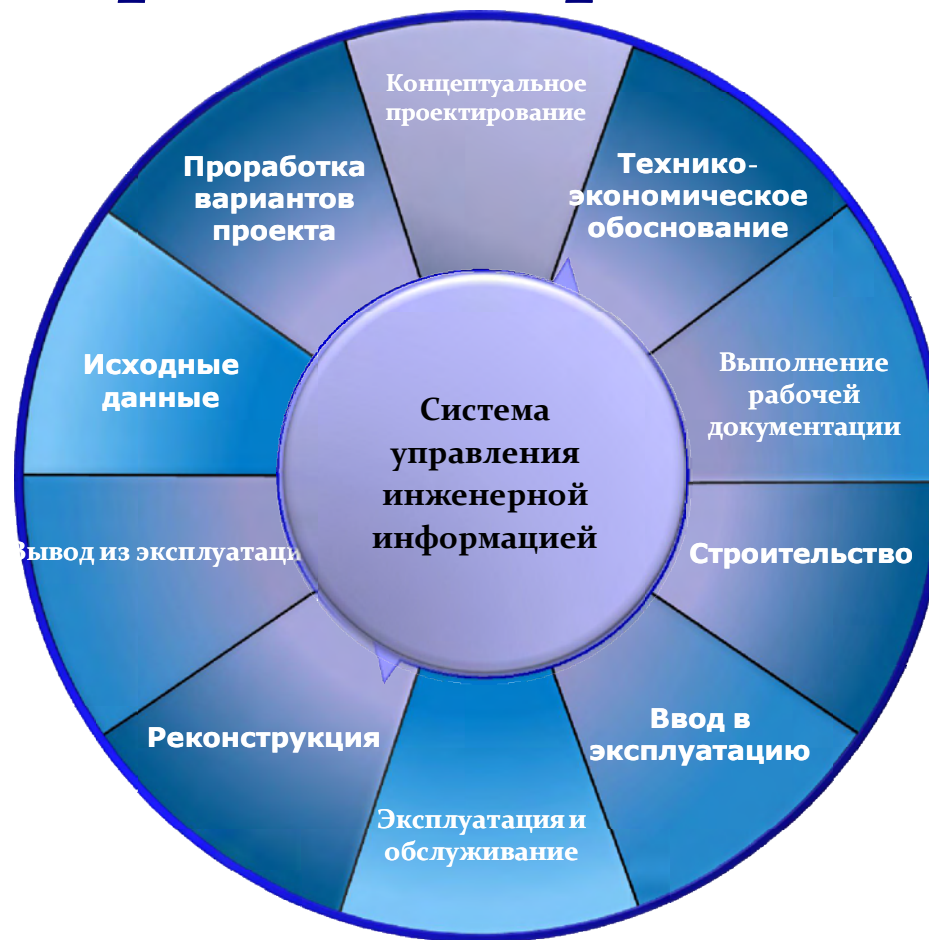 Концептуальное
проектирование
Технико-
экономическое
обоснование
Выполнение
рабочей
документации
Строительство
Ввод в
эксплуатацию
Эксплуатация и
обслуживание
Реконструкция
Вывод из эксплуатаци
Исходные
данные
Проработка
вариантов
проекта
Система
управления
инженерной
информацией